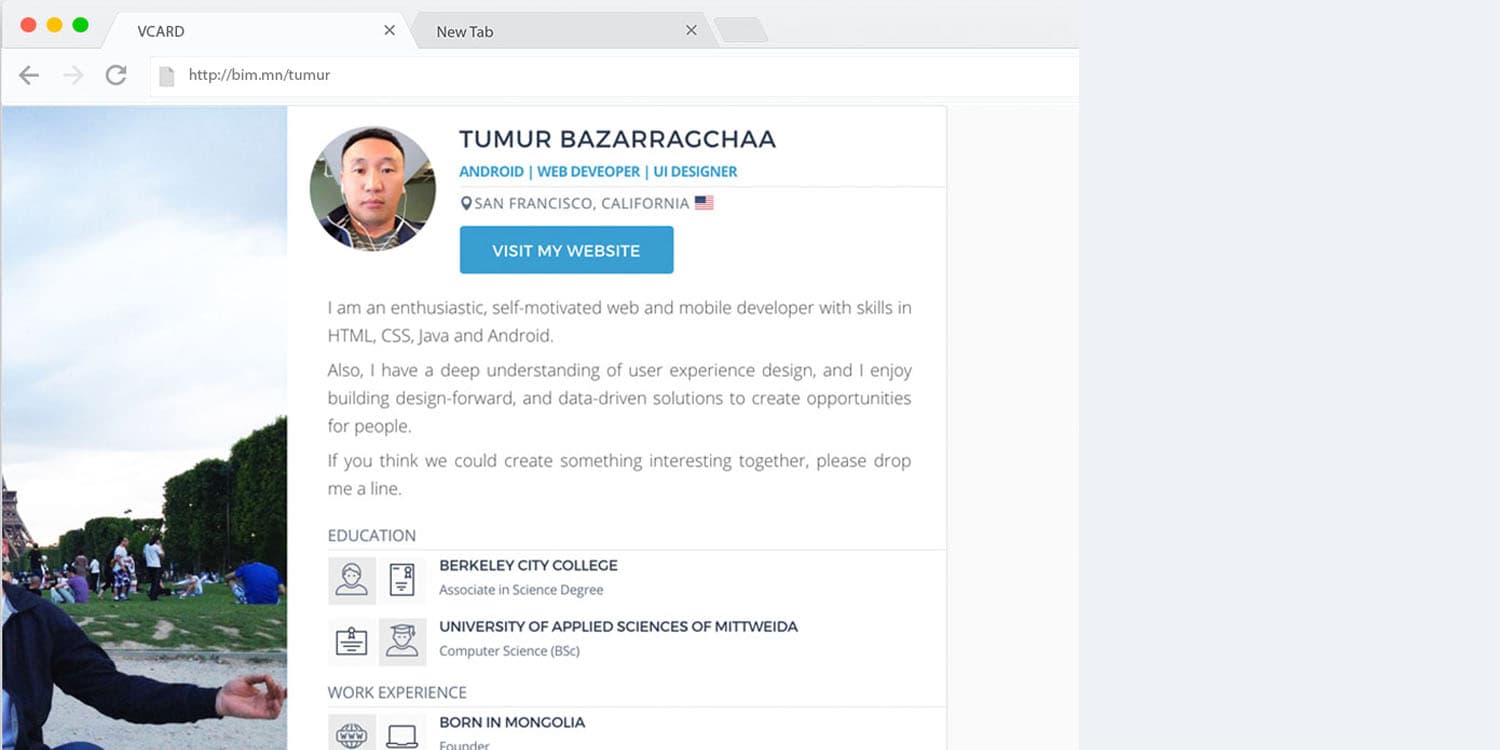 VCARD
New Tab
http://bim.mn/tumur
TUMUR BAZARRAGCHAA
ANDROID | WEB DEVEOPER | UI DESIGNER
SAN FRANCISCO, CALIFORNIA
VISIT MY WEBSITE
I am an enthusiastic, self-motivated web and mobile developer with skills in
HTML, CSS, Java and Android.
Also, I have a deep understanding of user experience design, and I enjoy
building design-forward, and data-driven solutions to create opportunities
for people.
If you think we could create something interesting together, please drop
me a line.
EDUCATION
BERKELEY CITY COLLEGE
Associate in Science Degree
UNIVERSITY OF APPLIED SCIENCES OF MITTWEIDA
Computer Science (BSc)
WORK EXPERIENCE
BORN IN MONGOLIA
WWW
Founder